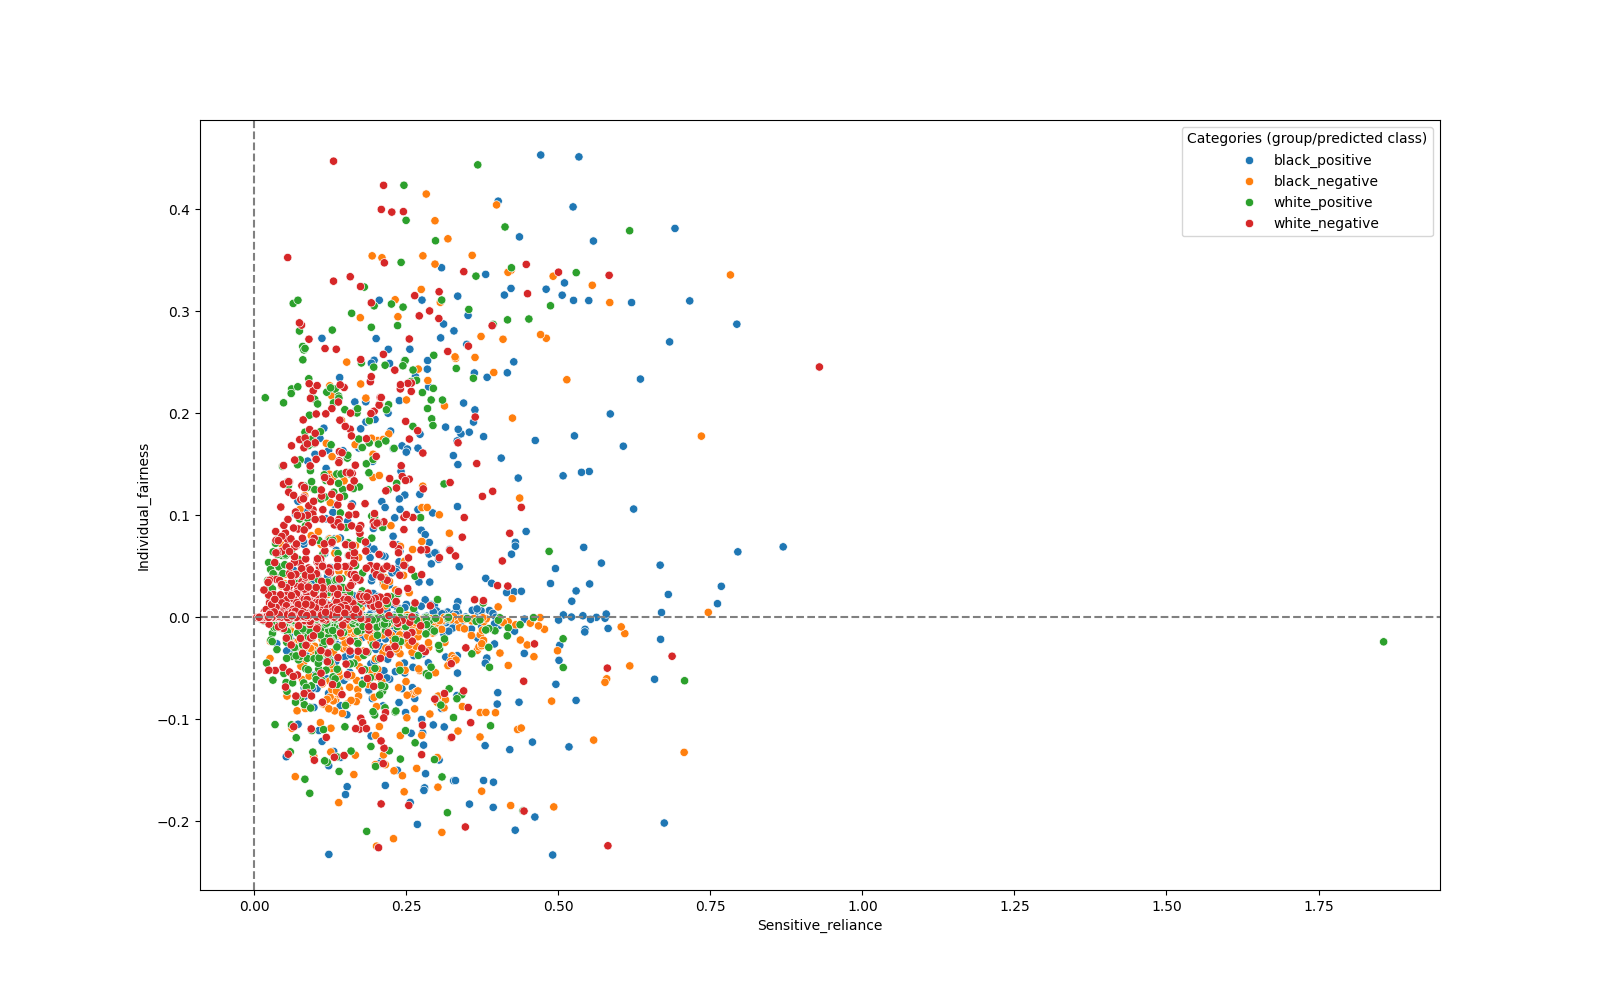 Categories (group/predicted class)
black_positive
black_negative
white_positive
white_negative
Individual_fairness
0.4
0.3
0.2
0.1
0.0
−0.1
−0.2
0.00 0.25 0.50 0.75 1.00 1.25 1.50 1.75
Sensitive_reliance